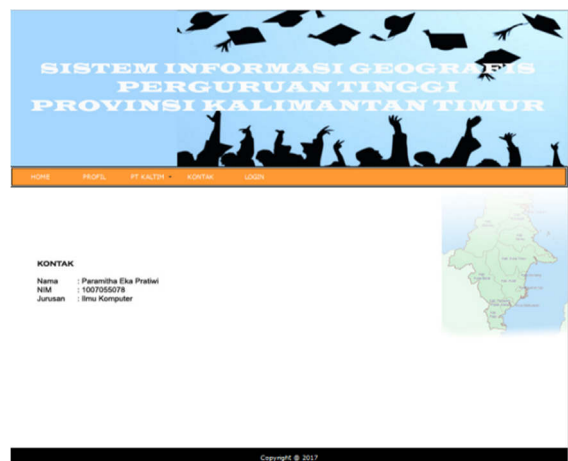 SISTEM INFORMASI GEOGRAFIS
PERGURUAN TINGGI
PROVINSI KALIMANTAN TIMUR
HOME PROFIL PT KALTIM KONTAK LOGIN
KONTAK
Nama : Paramitha Eka Pratiwi
NIM : 1007055078
Jurusan : Ilmu Komputer
Copyright @ 2017